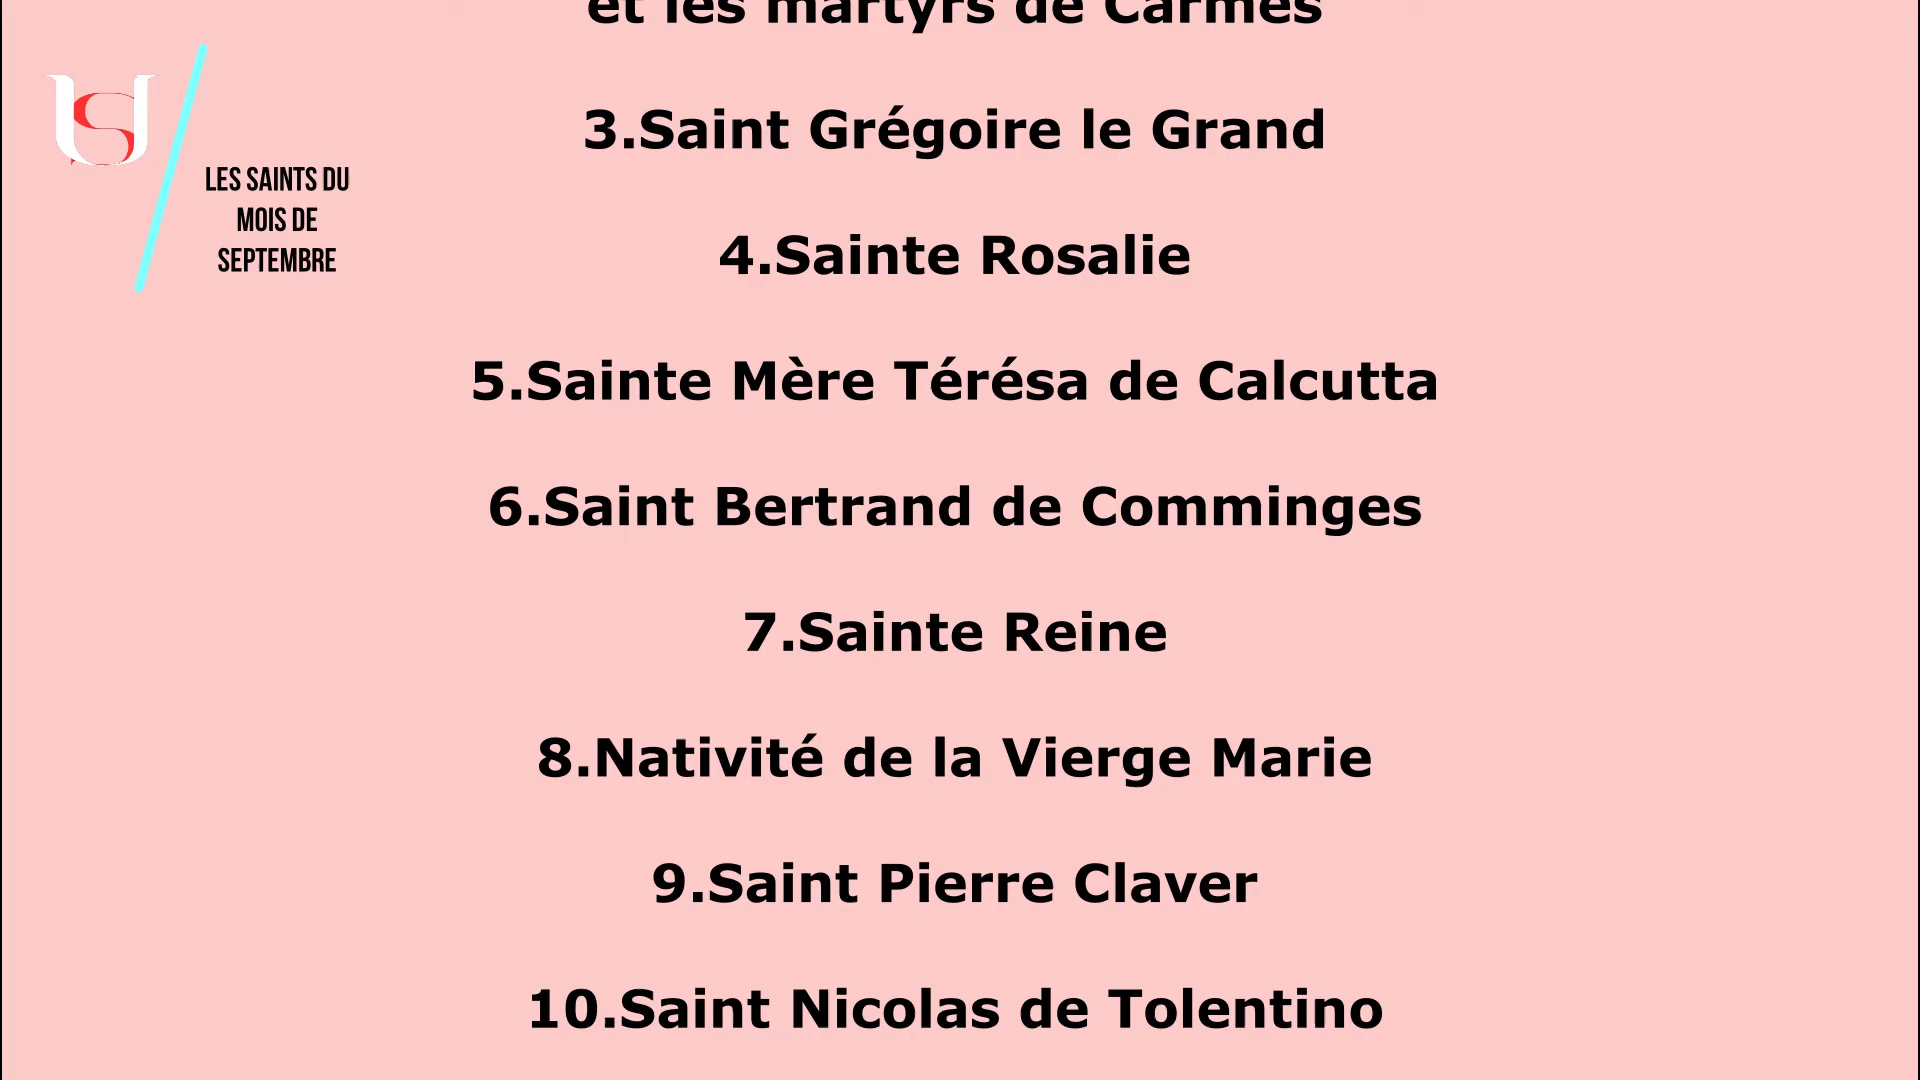 et les martyrs de Carmes
3.Saint Grégoire le Grand
US
LES SAINTS DU
MOIS DE
SEPTEMBRE
4.Sainte Rosalie
5.Sainte Mère Térésa de Calcutta
6.Saint Bertrand de Comminges
7.Sainte Reine
8.Nativité de la Vierge Marie
9.Saint Pierre Claver
10.Saint Nicolas de Tolentino